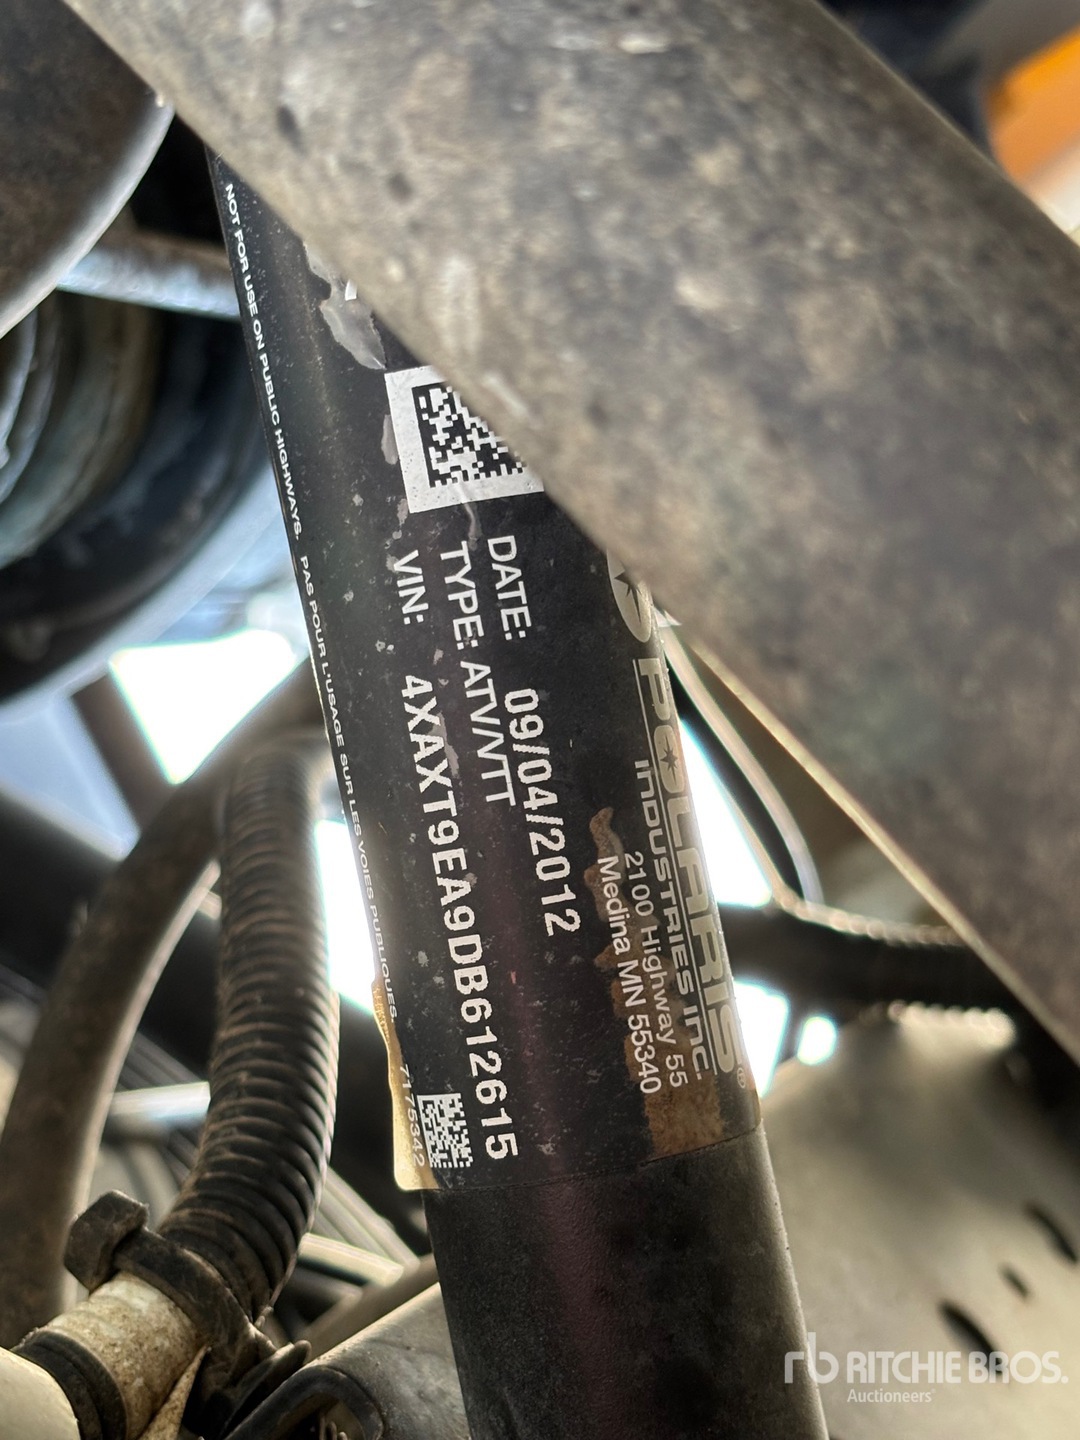 POLARIS®
INDUSTRIES INC.
2100 Highway 55
Medina MN 55340
DATE: 09/04/2012
TYPE: ATV/VTT
VIN: 4XAXT9EA9DB612615
NOT FOR USE ON PUBLIC HIGHWAYS. PAS POUR L'USAGE SUR LES VOIES PUBLIQUES.
7175342
rb RITCHIE BROS.
Auctioneers